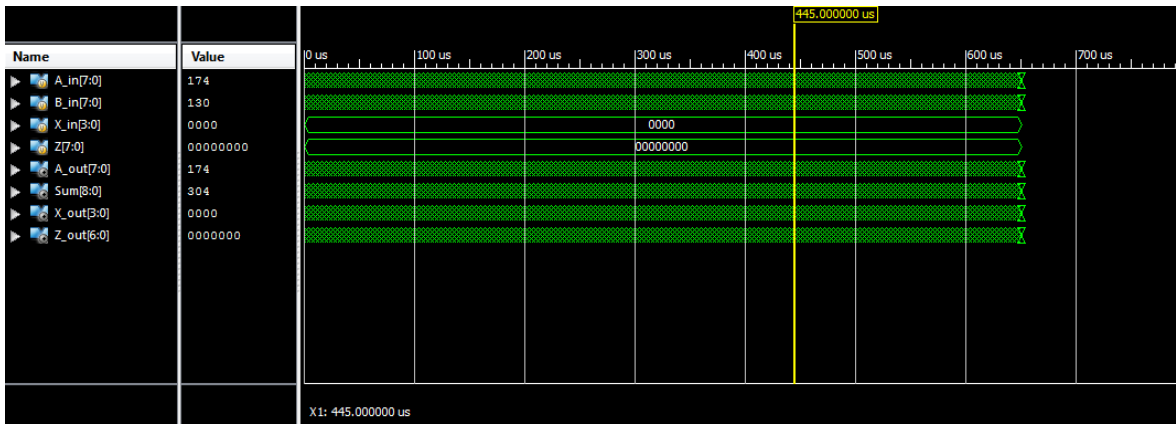 445.000000 us
Name Value
0 us 100 us 200 us 300 us 400 us 500 us 600 us 700 us
A_in[7:0] 174
B_in[7:0] 130
X_in[3:0] 0000 0000
Z[7:0] 00000000 00000000
A_out[7:0] 174
Sum[8:0] 304
X_out[3:0] 0000
Z_out[6:0] 0000000
X1: 445.000000 us